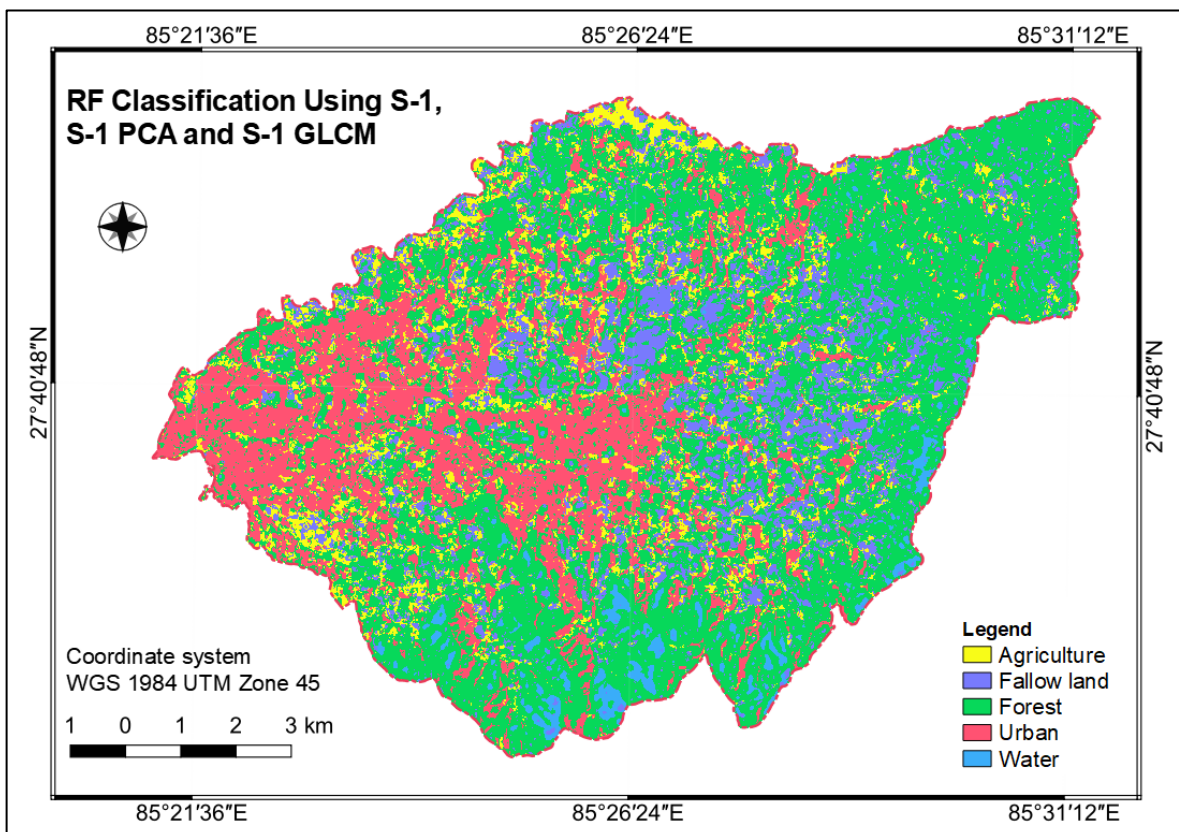 85°21′36″E 85°26′24″E 85°31′12″E
RF Classification Using S-1,
S-1 PCA and S-1 GLCM
27°40′48″N
27°40′48″N
Legend
Agriculture
Fallow land
Forest
Urban
Water
Coordinate system
WGS 1984 UTM Zone 45
1 0 1 2 3 km
85°21′36″E 85°26′24″E 85°31′12″E